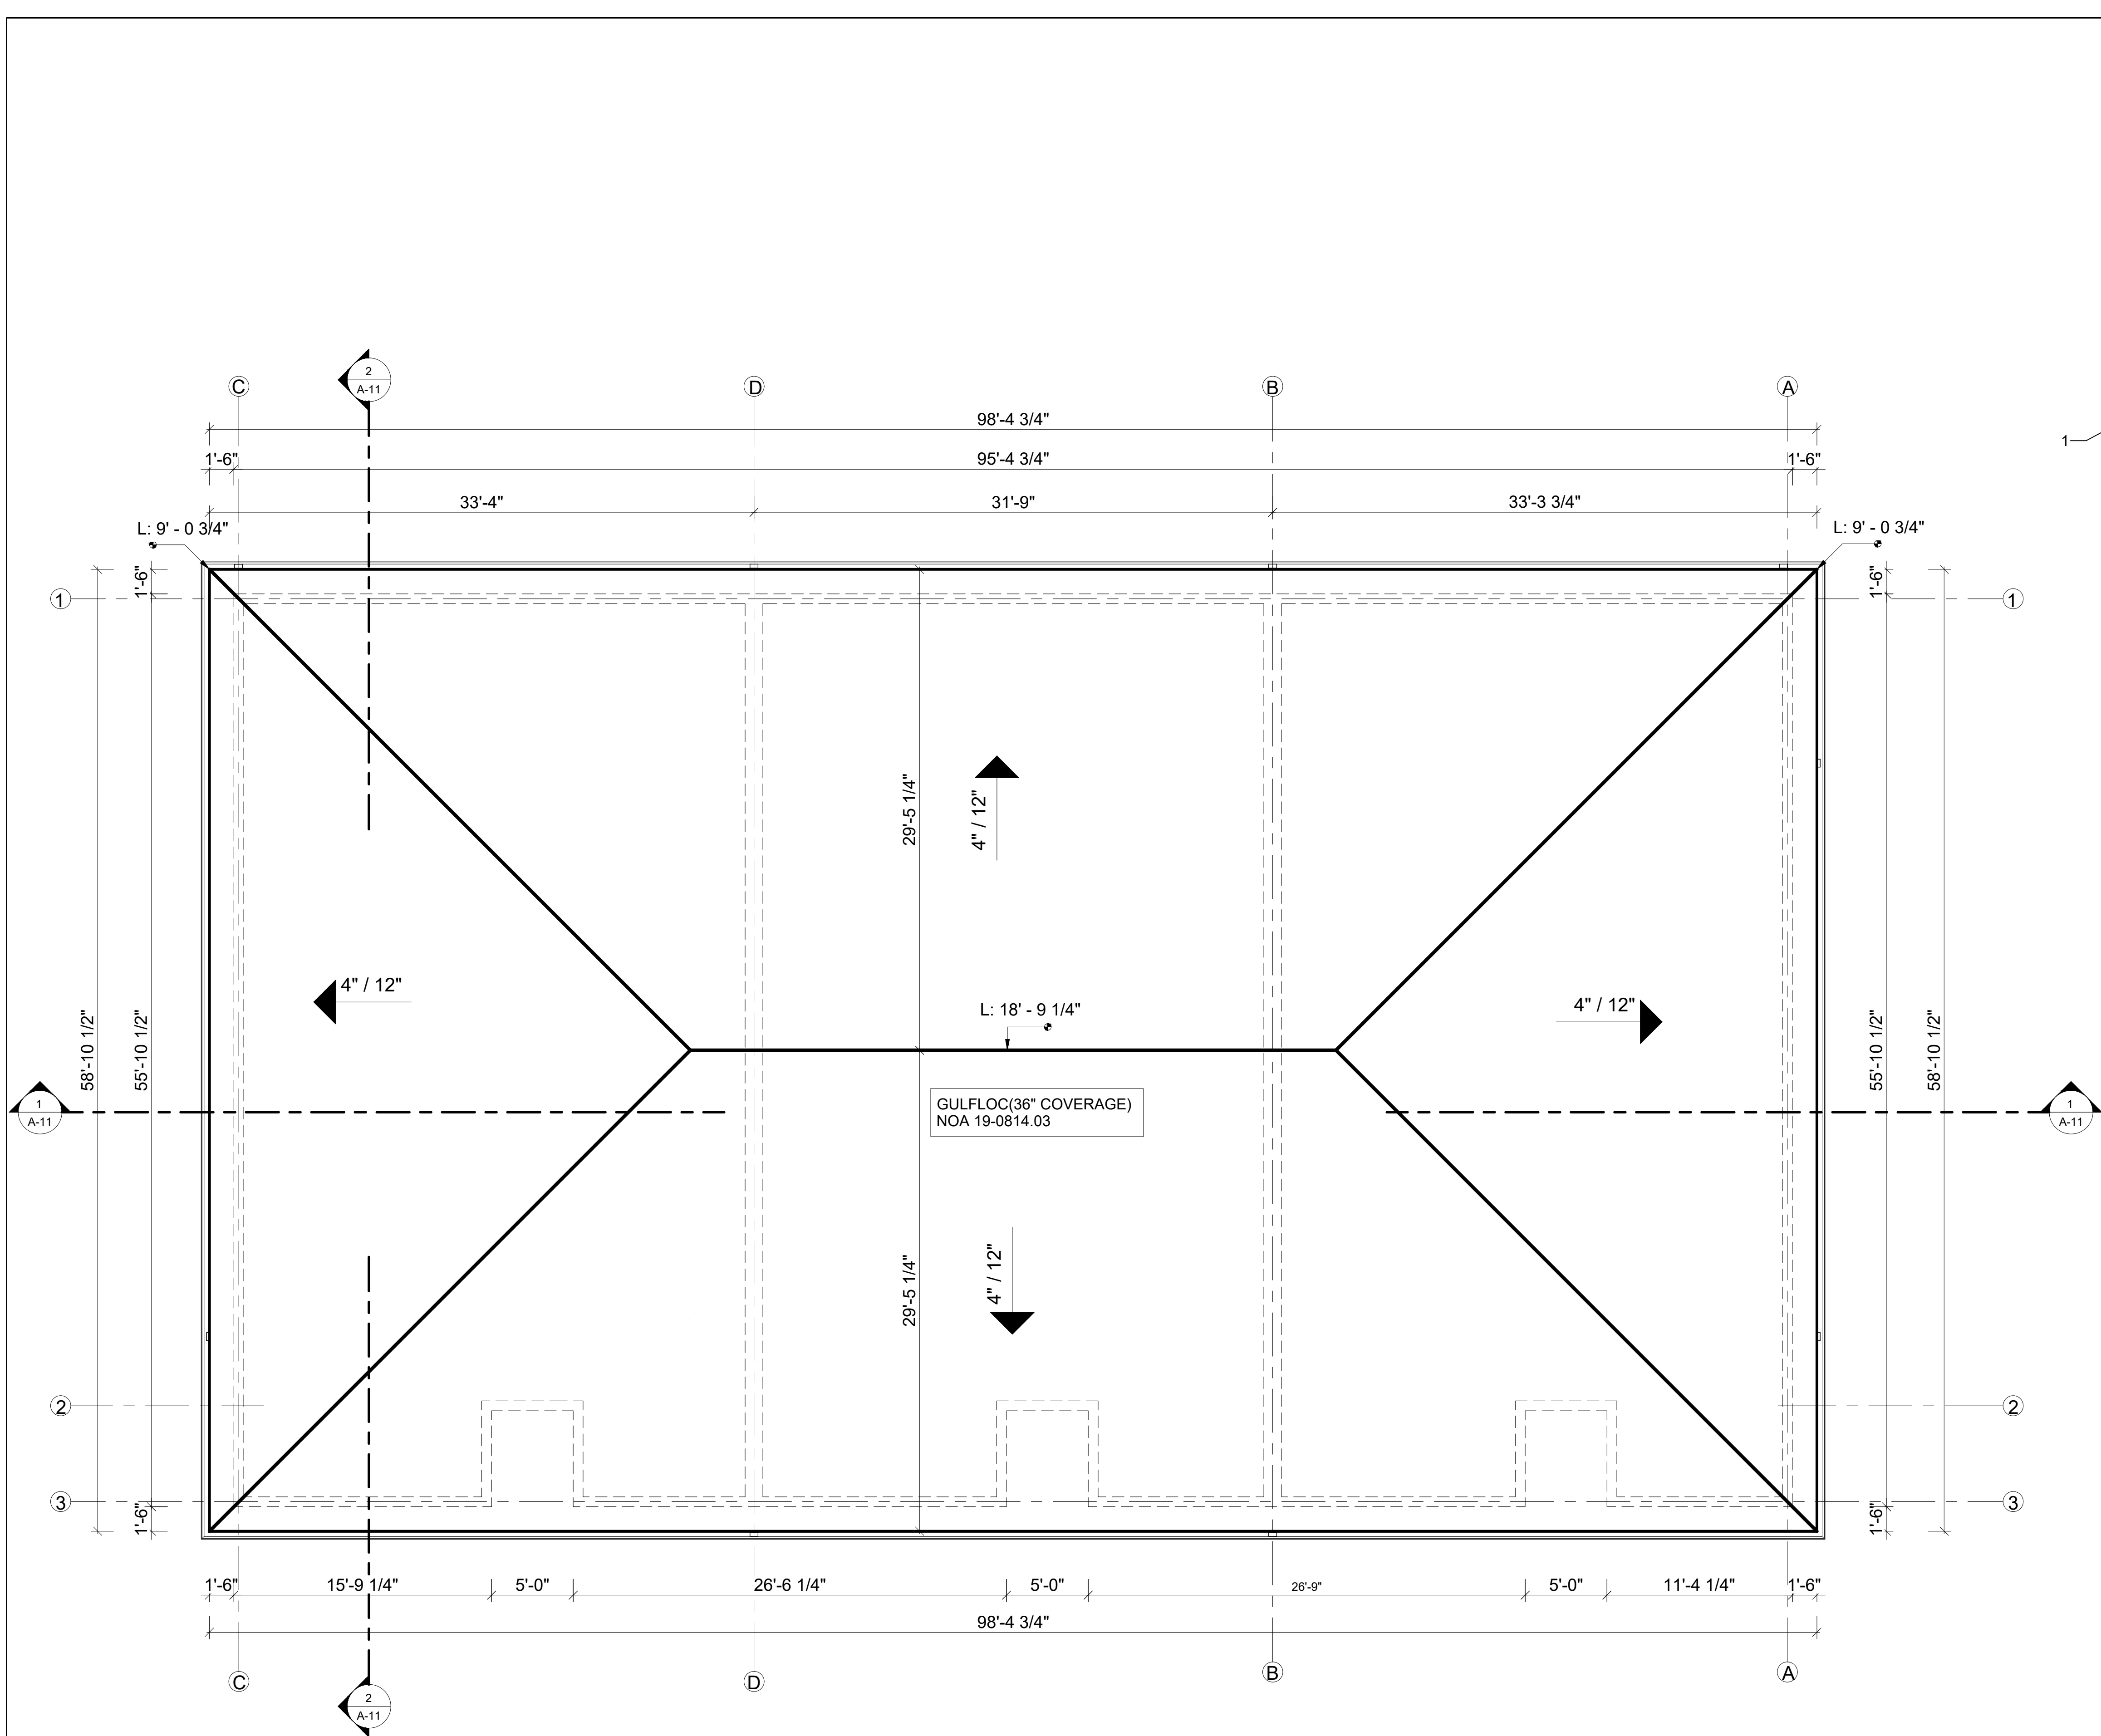 2
A-11
C
D
B
A
98'-4 3/4"
1
1'-6"
95'-4 3/4"
1'-6"
33'-4"
31'-9"
33'-3 3/4"
L: 9' - 0 3/4"
L: 9' - 0 3/4"
1'-6"
1'-6"
1
1
29'-5 1/4"
4" / 12"
4" / 12"
4" / 12"
L: 18' - 9 1/4"
58'-10 1/2"
55'-10 1/2"
55'-10 1/2"
58'-10 1/2"
GULFLOC(36" COVERAGE)
NOA 19-0814.03
1
A-11
1
A-11
29'-5 1/4"
4" / 12"
2
2
3
3
1'-6"
1'-6"
1'-6"
15'-9 1/4"
5'-0"
26'-6 1/4"
5'-0"
26'-9"
5'-0"
11'-4 1/4"
1'-6"
98'-4 3/4"
C
D
B
A
2
A-11